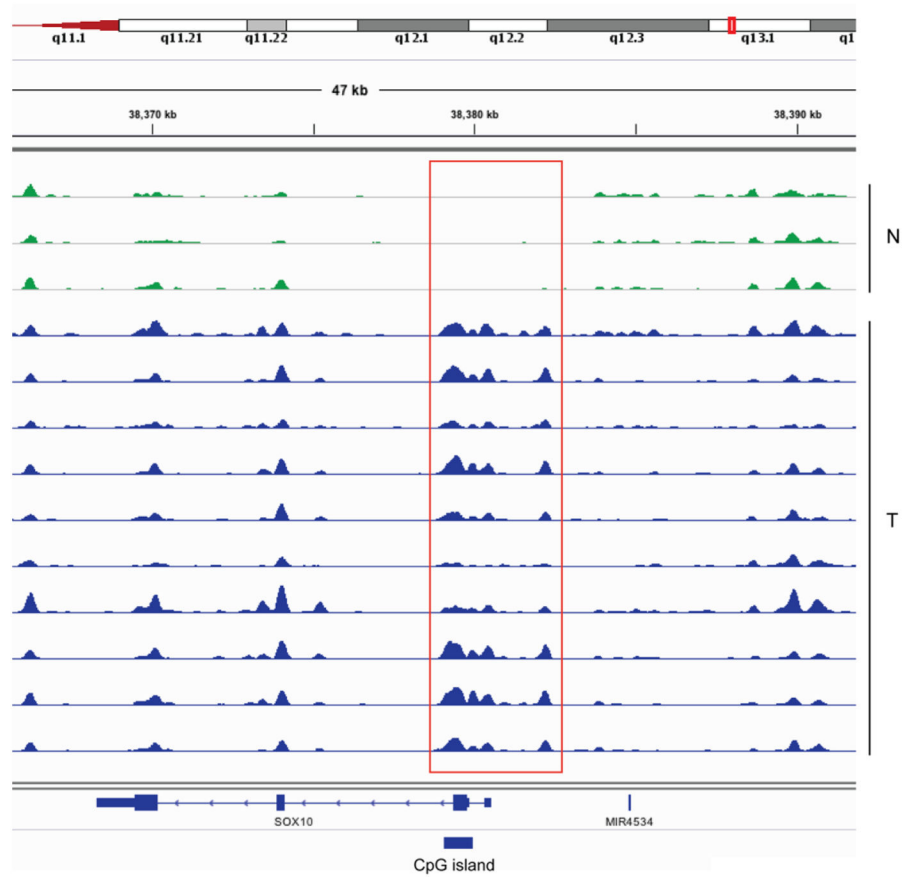 q11.1 q11.21 q11.22 q12.1 q12.2 q12.3 q13.1 q1
47 kb
38,370 kb 38,380 kb 38,390 kb
N
T
SOX10 MIR4534
CpG island